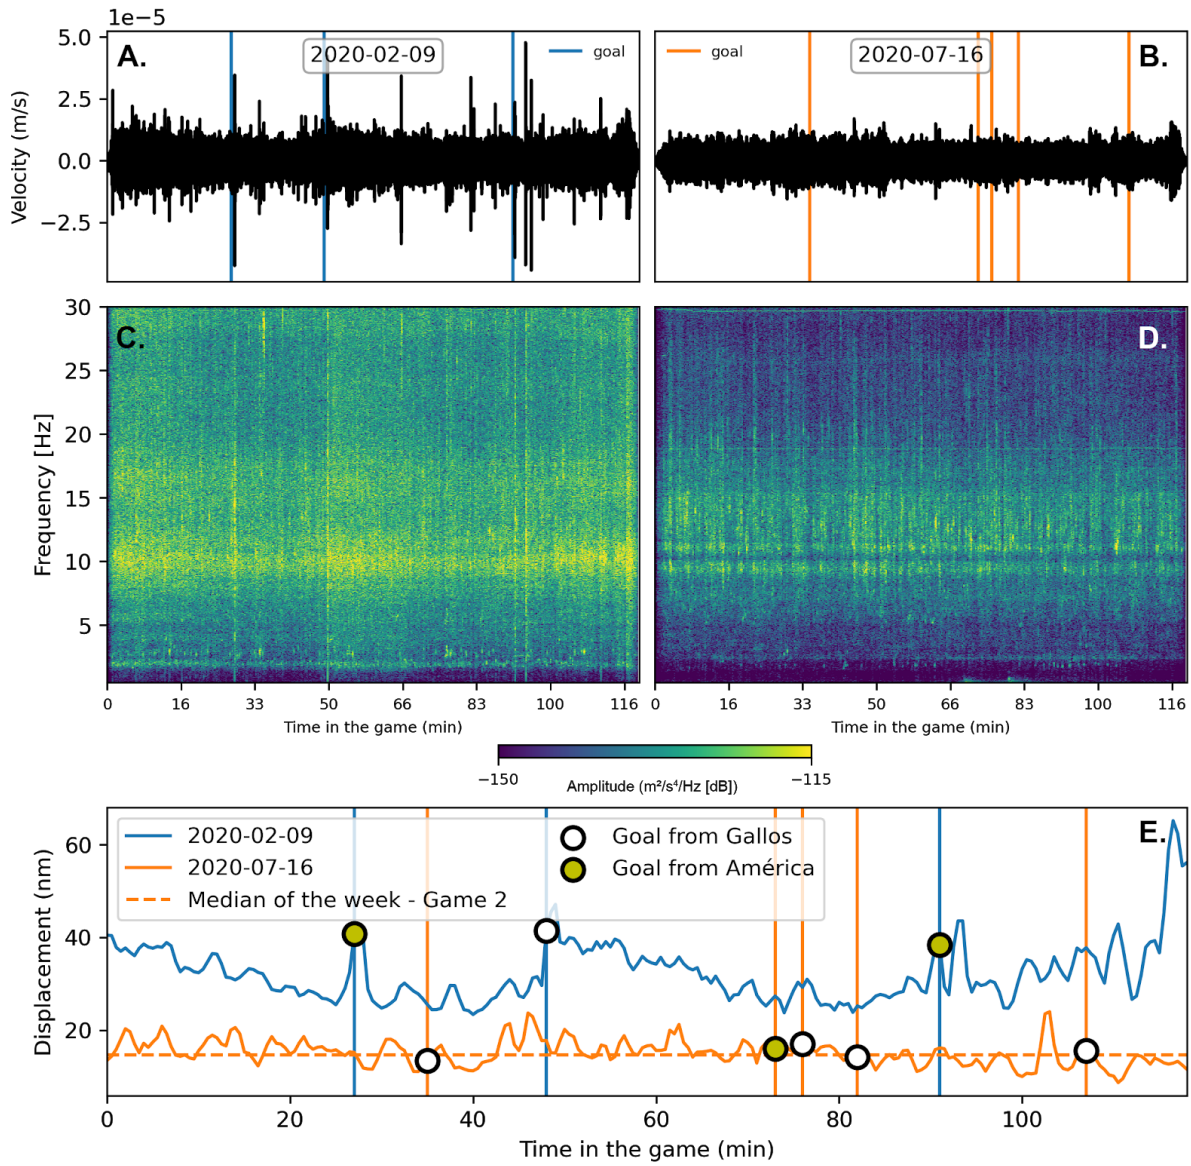 1e−5
A.
2020-02-09
goal
goal
2020-07-16
B.
5.0
2.5
0.0
−2.5
Velocity (m/s)
C.
D.
30
25
20
15
10
5
Frequency [Hz]
0 16 33 50 66 83 100 116
0 16 33 50 66 83 100 116
Time in the game (min)
Time in the game (min)
−150
−115
Amplitude (m²/s⁴/Hz [dB])
2020-02-09
2020-07-16
Median of the week - Game 2
Goal from Gallos
Goal from América
E.
60
40
20
Displacement (nm)
0 20 40 60 80 100
Time in the game (min)